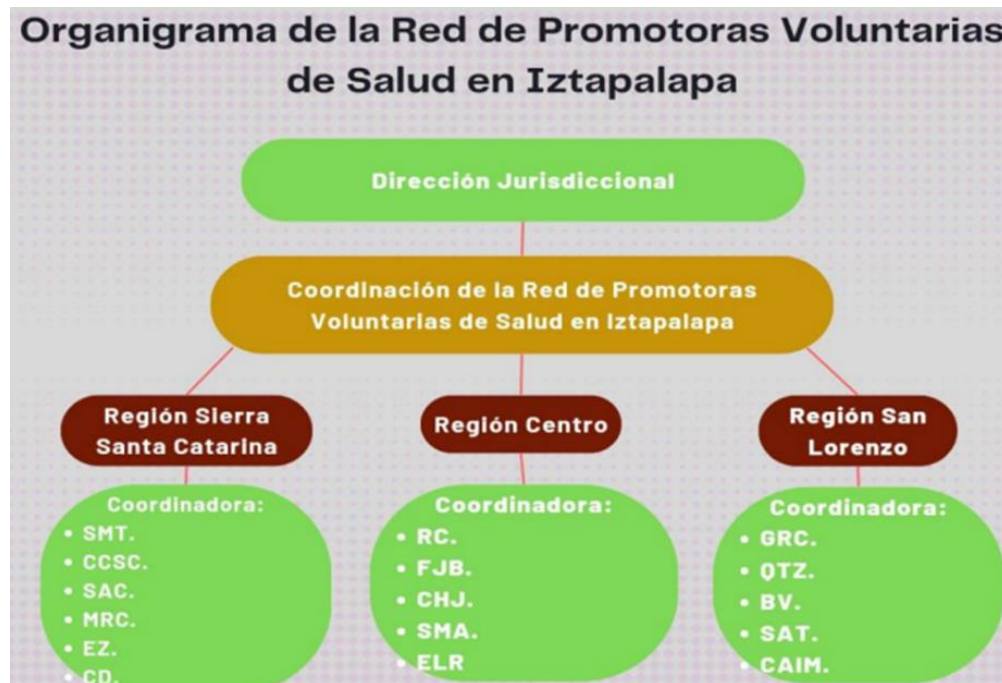 Organigrama de la Red de Promotoras Voluntarias
de Salud en Iztapalapa
Dirección Jurisdiccional
Coordinación de la Red de Promotoras
Voluntarias de Salud en Iztapalapa
Región Sierra
Santa Catarina
Región Centro
Región San
Lorenzo
Coordinadora:
• SMT.
• CCSC.
• SAC.
• MRC.
• EZ.
• CD.
Coordinadora:
• RC.
• FJB.
• CHJ.
• SMA.
• ELR
Coordinadora:
• GRC.
• QTZ.
• BV.
• SAT.
• CAIM.